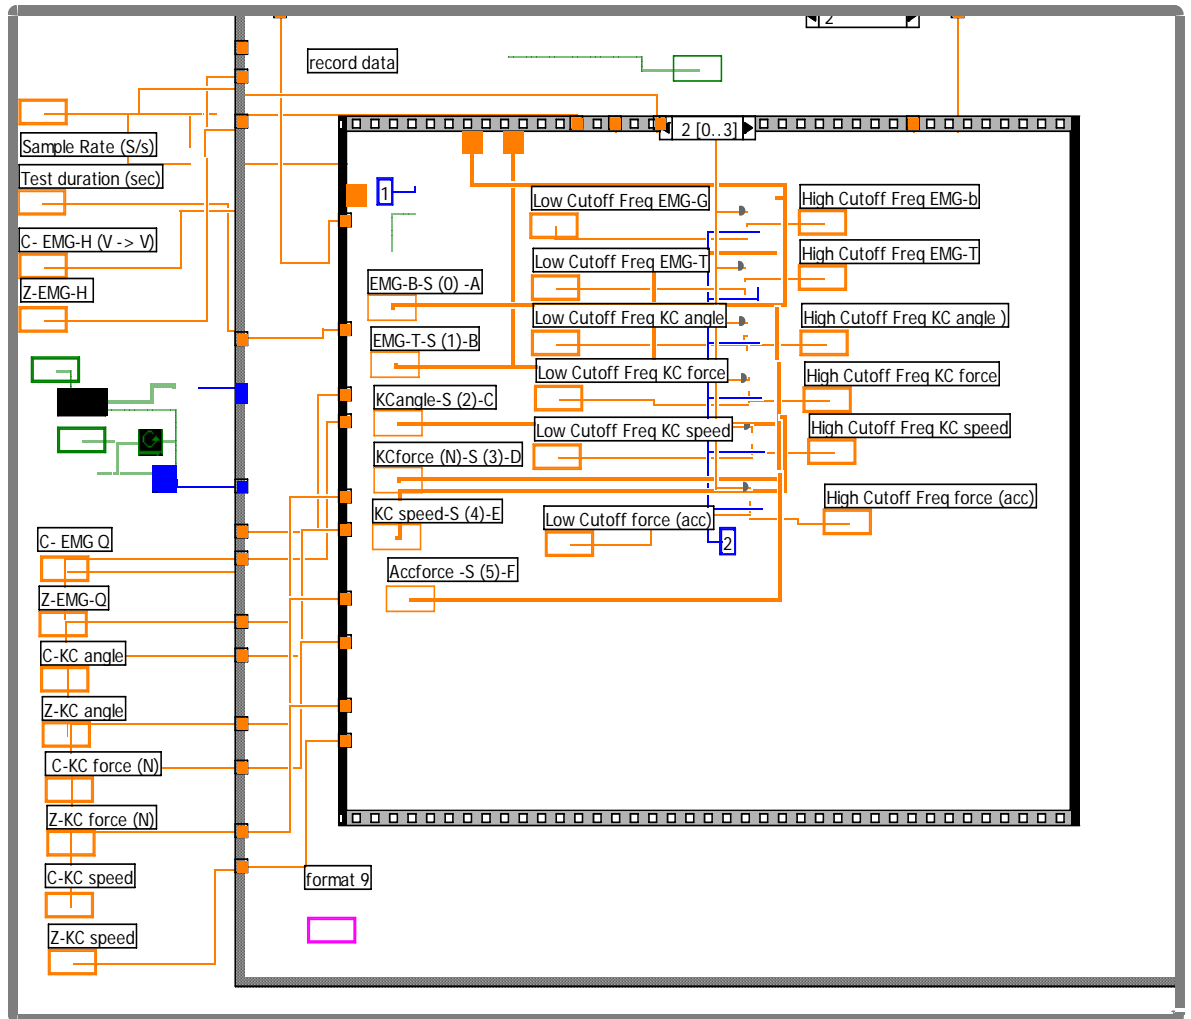 2
record data
2 [0..3]
Sample Rate (S/s)
Test duration (sec)
1
Low Cutoff Freq EMG-G
High Cutoff Freq EMG-b
C- EMG-H (V -> V)
Low Cutoff Freq EMG-T
High Cutoff Freq EMG-T
Z-EMG-H
EMG-B-S (0) -A
Low Cutoff Freq KC angle
High Cutoff Freq KC angle )
EMG-T-S (1)-B
Low Cutoff Freq KC force
High Cutoff Freq KC force
KCangle-S (2)-C
Low Cutoff Freq KC speed
High Cutoff Freq KC speed
KCforce (N)-S (3)-D
High Cutoff Freq force (acc)
KC speed-S (4)-E
Low Cutoff force (acc)
2
C- EMG Q
Accforce -S (5)-F
Z-EMG-Q
C-KC angle
Z-KC angle
C-KC force (N)
Z-KC force (N)
C-KC speed
format 9
Z-KC speed